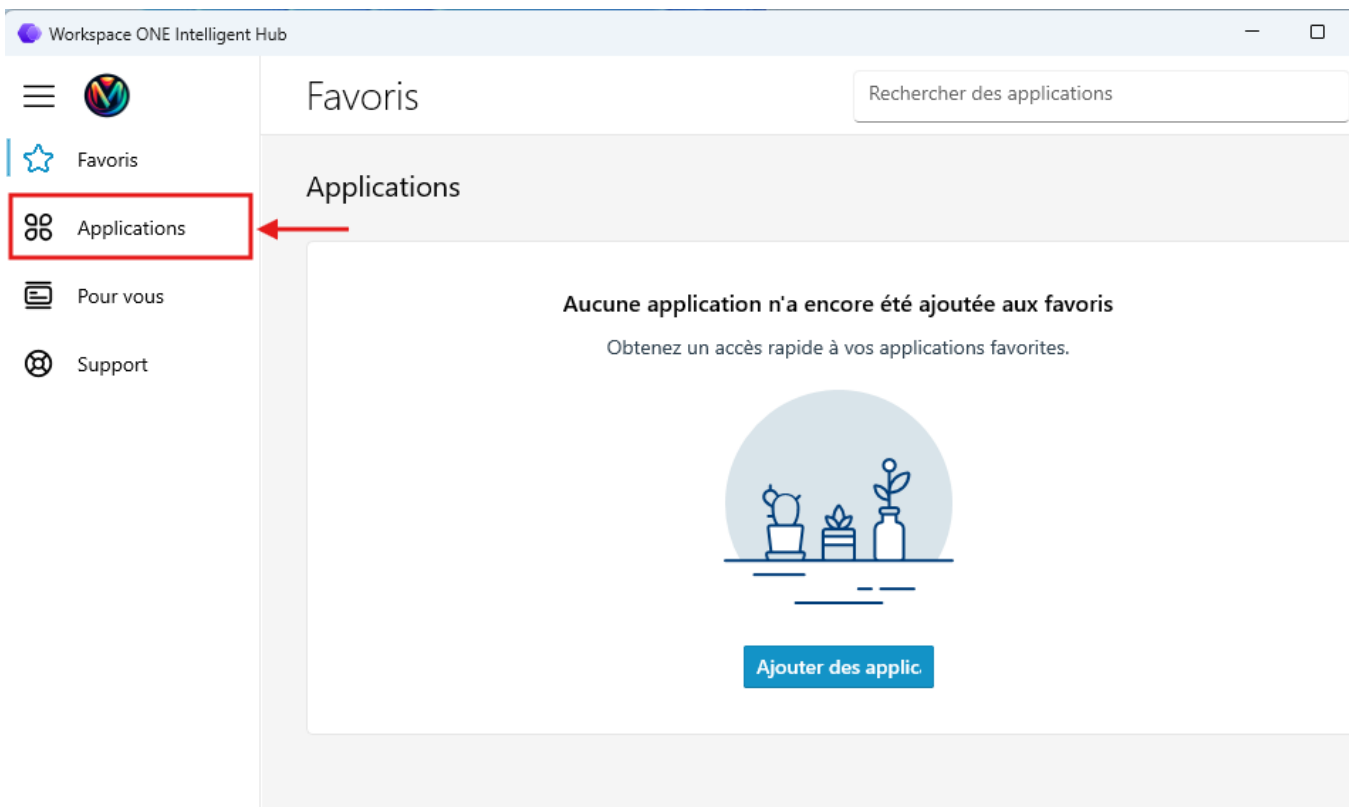 Workspace ONE Intelligent Hub
Favoris
Rechercher des applications
Favoris
Applications
Pour vous
Support
Applications
Aucune application n'a encore été ajoutée aux favoris
Obtenez un accès rapide à vos applications favorites.
Ajouter des applic